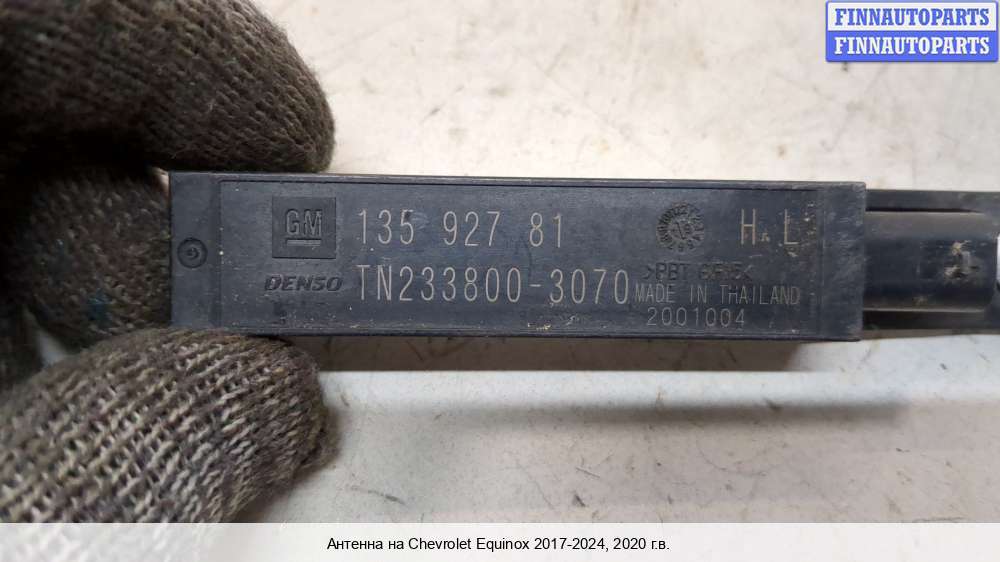 FINNAUTOPARTS
FINNAUTOPARTS
GM 135 927 81 H L
DENSO TN233800-3070 >PBT GF15<
MADE IN THAILAND
2001004
Антенна на Chevrolet Equinox 2017-2024, 2020 г.в.